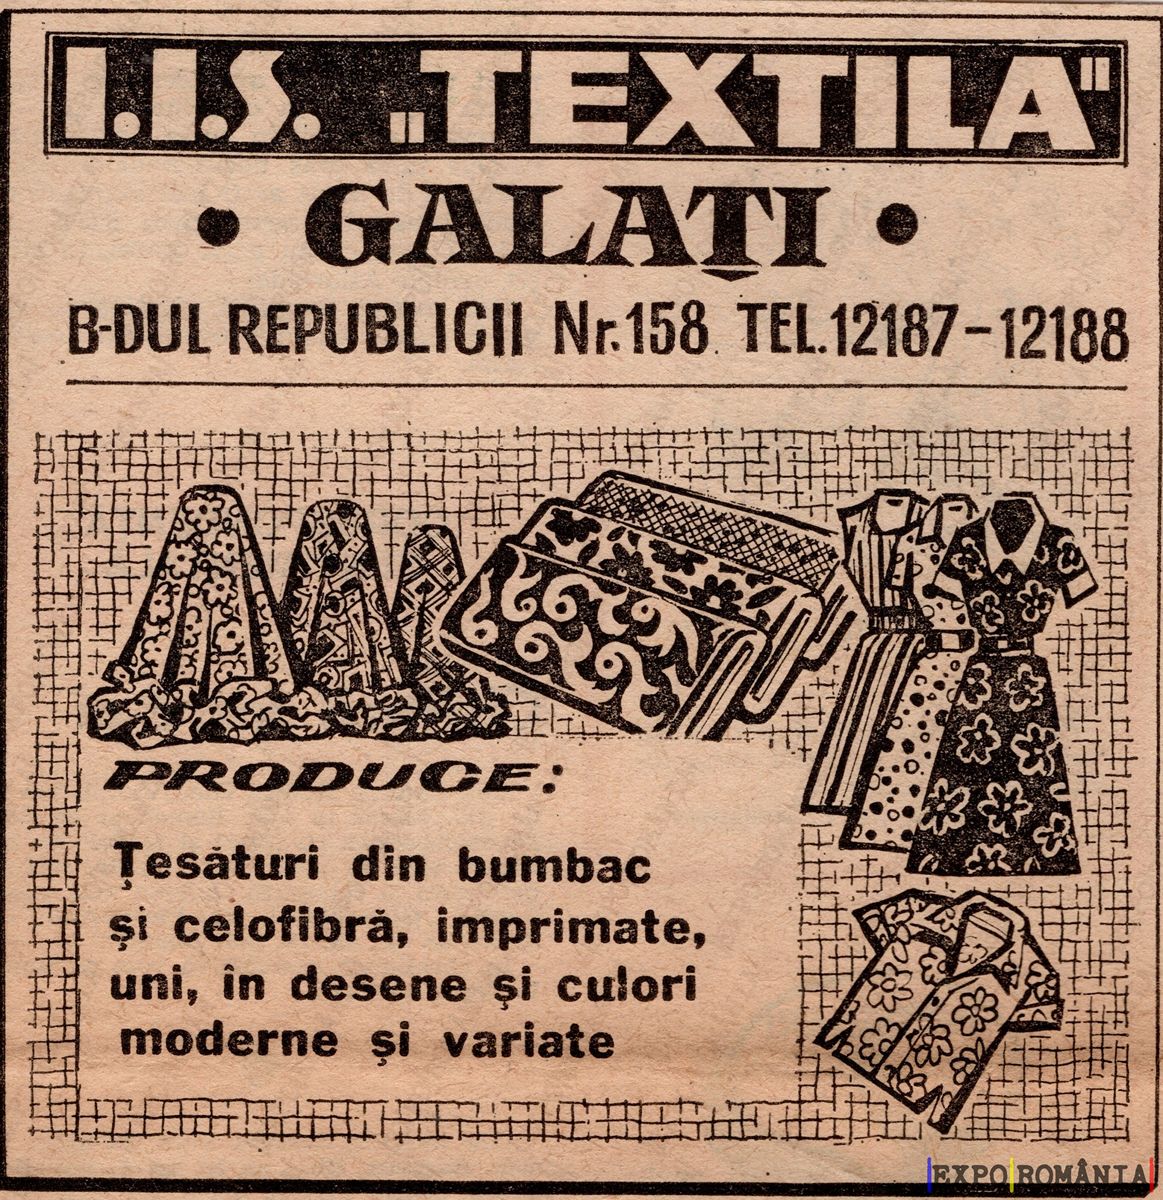 I.I.S. „TEXTILA"
• GALAȚI •
B-DUL REPUBLICII Nr.158 TEL.12187-12188
PRODUCE:
Țesături din bumbac
și celofibră, imprimate,
uni, în desene și culori
moderne și variate
EXPO ROMÂNIA